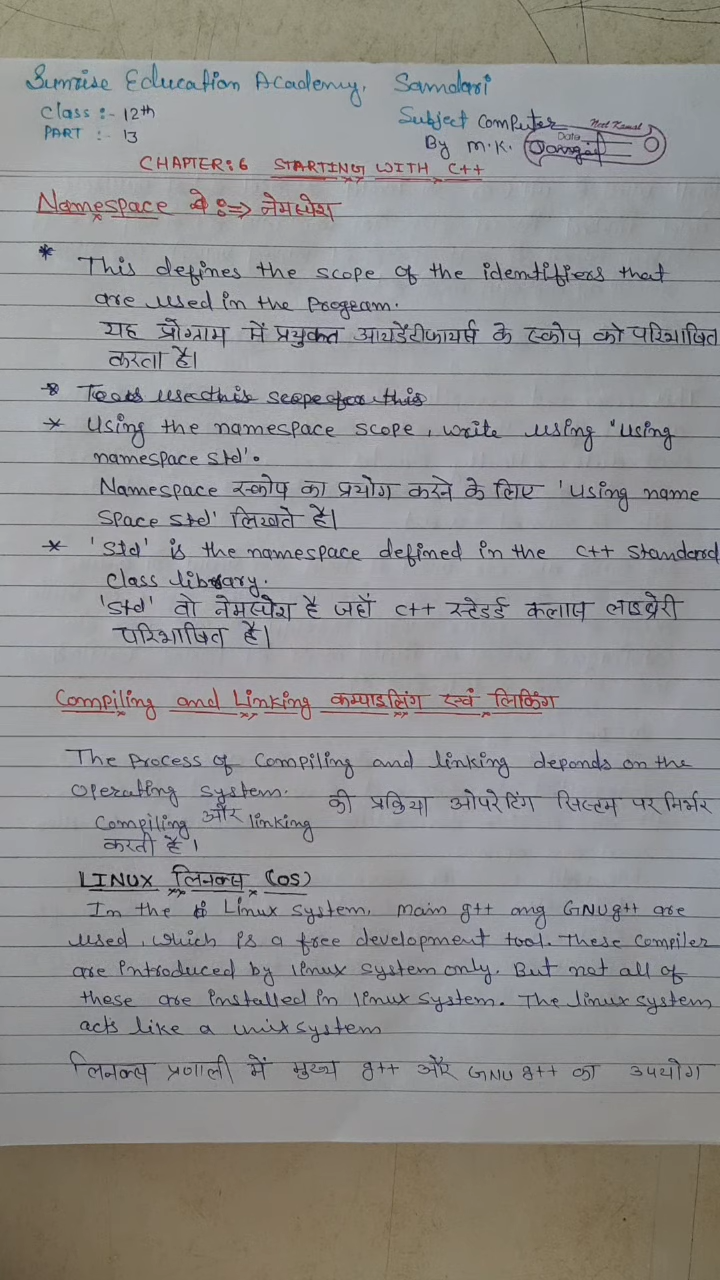 Sunrise Education Academy, Samdari
Class :- 12th
Subject Computer
Neel Kamal
PART :- 13
Date
By M.K.
CHAPTER:6 STARTING WITH C++
Namespace :=> नेमस्पेश
* This defines the scope of the identifiers that
are used in the Progeam.
यह प्रोग्राम में प्रयुक्त आयडेंटीफायर्स के स्कोप को परिभाषित
करता है।
* Using the namespace scope, write using 'using
namespace std'.
Namespace स्कोप का प्रयोग करने के लिए 'using name
space std' लिखते है।
* 'std' is the namespace defined in the C++ Standard
class library.
'std' वो नेमस्पेश है जहाँ C++ स्टेडर्ड क्लास लाइब्रेरी
परिभाषित है।
Compiling and Linking कम्पाइलिंग एवं लिंकिंग
The Process of Compiling and linking depends on the
Operating system.
Compiling और linking की प्रक्रिया ओपरेटिंग सिस्टम पर निर्भर
करती है।
LINUX लिनक्स (OS)
In the Linux system, main g++ ang GNU g++ are
used, which is a free development tool. These Compiler
are introduced by linux system only. But not all of
these are installed in linux system. The linux system
acts like a unix system
लिनक्स प्रणाली में मुख्य g++ और GNU g++ का उपयोग